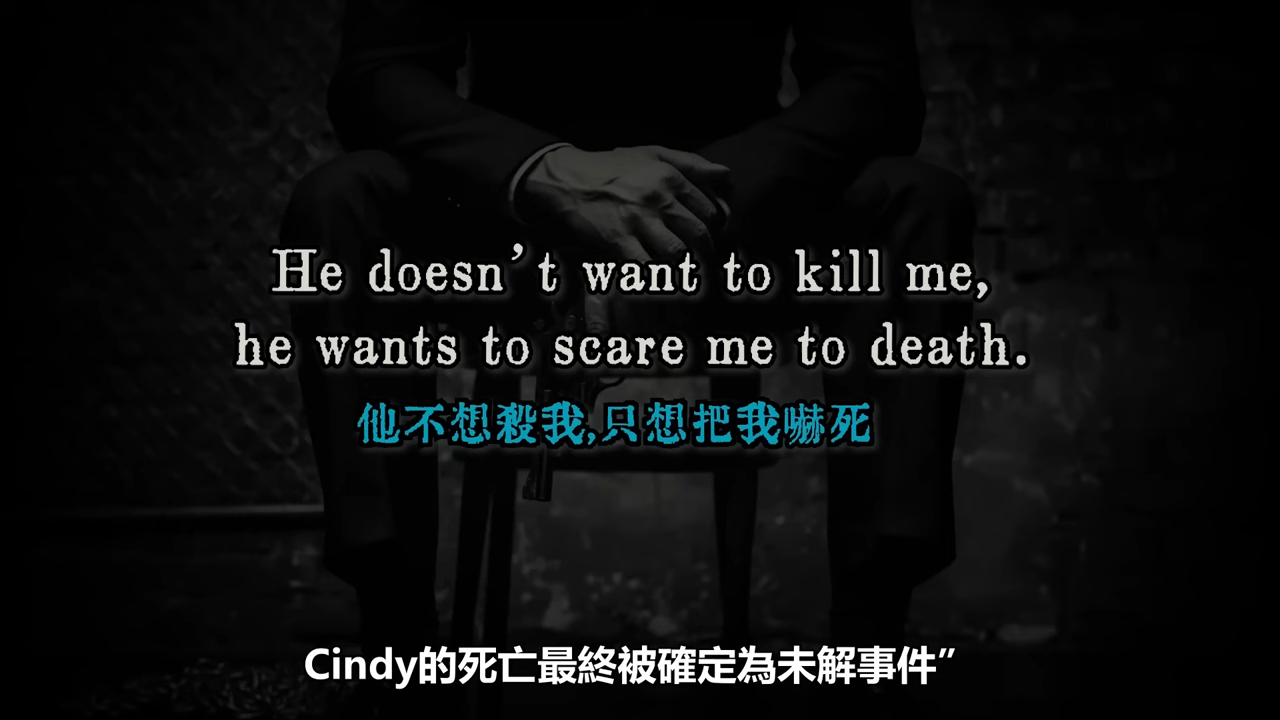 He doesn't want to kill me,
he wants to scare me to death.
他不想殺我,只想把我嚇死
Cindy的死亡最終被確定為未解事件”